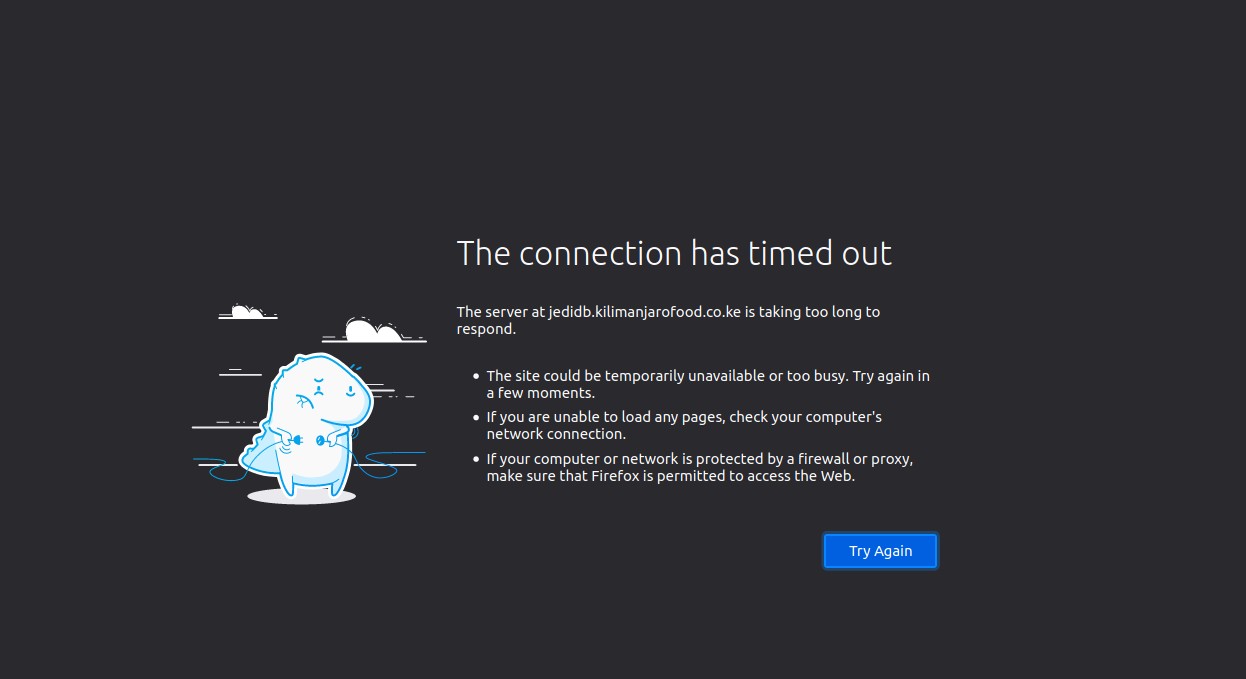 The connection has timed out
The server at jedidb.kilimanjarofood.co.ke is taking too long to
respond.
The site could be temporarily unavailable or too busy. Try again in
a few moments.
If you are unable to load any pages, check your computer's
network connection.
If your computer or network is protected by a firewall or proxy,
make sure that Firefox is permitted to access the Web.
Try Again